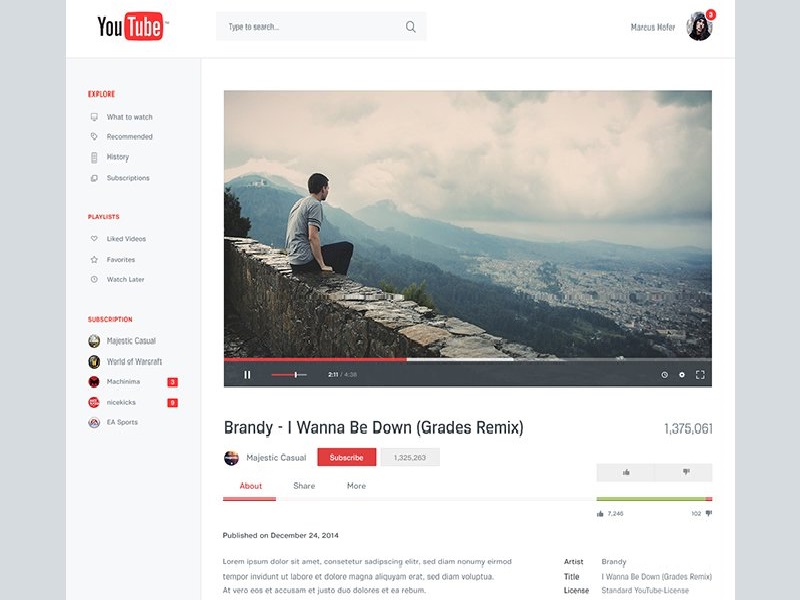 YouTube
Type to search...
Marcus Hofer
3
EXPLORE
What to watch
Recommended
History
Subscriptions
PLAYLISTS
Liked Videos
Favorites
Watch Later
SUBSCRIPTION
Majestic Casual
World of Warcraft
Machinima 3
nicekicks 9
EA Sports
2:11 / 4:36
Brandy - I Wanna Be Down (Grades Remix)
1,375,061
Majestic Casual Subscribe 1,325,263
About Share More
7,246 102
Published on December 24, 2014
Lorem ipsum dolor sit amet, consetetur sadipscing elitr, sed diam nonumy eirmod
tempor invidunt ut labore et dolore magna aliquyam erat, sed diam voluptua.
At vero eos et accusam et justo duo dolores et ea rebum.
Artist Brandy
Title I Wanna Be Down (Grades Remix)
License Standard YouTube-License